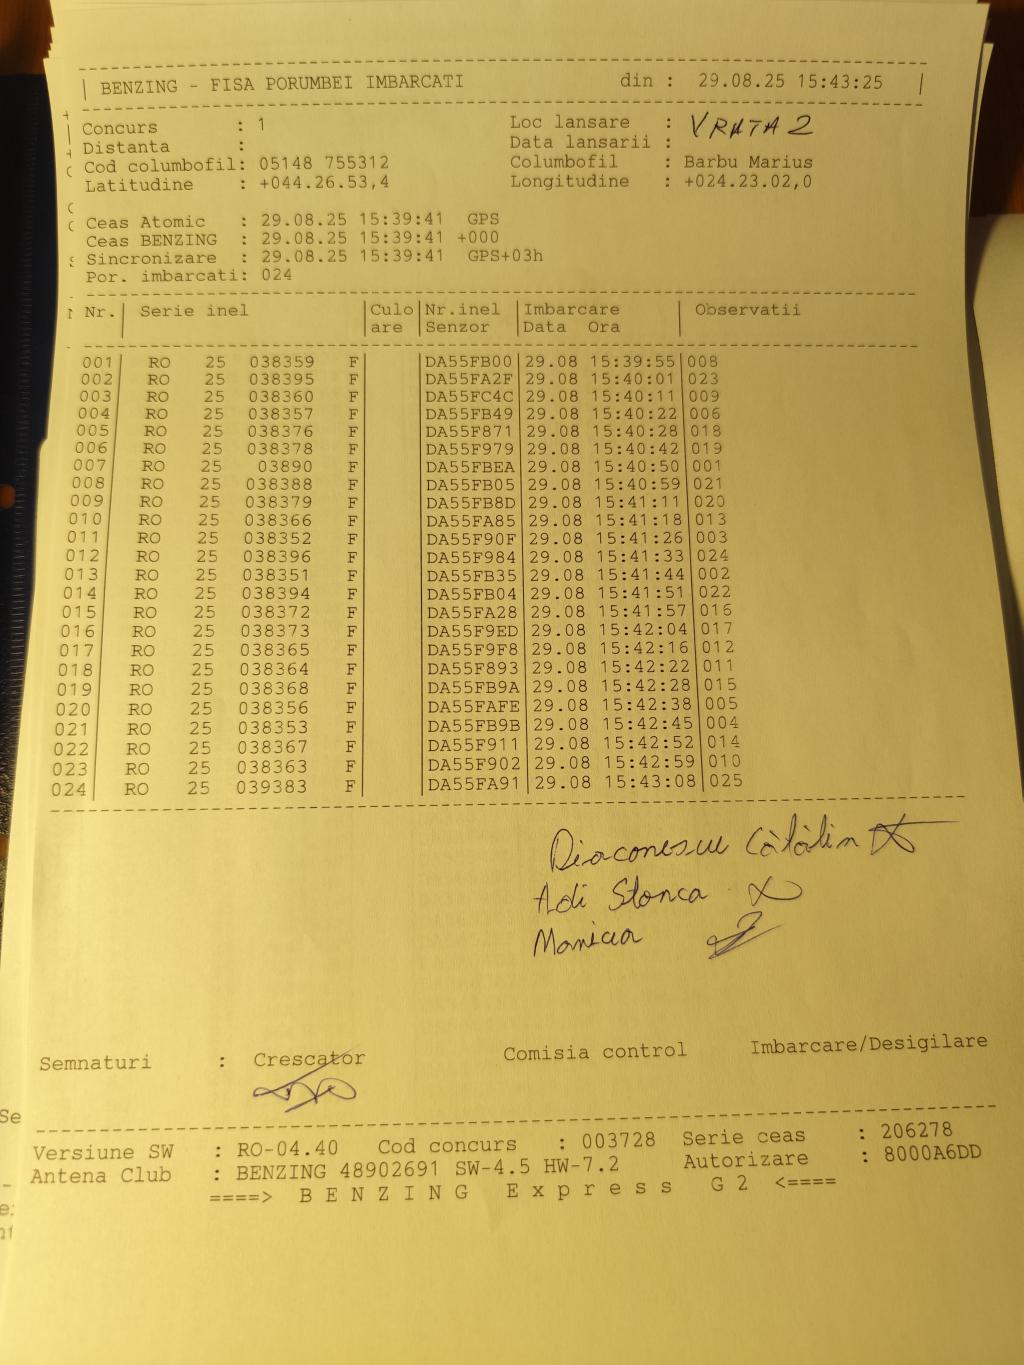 BENZING - FISA PORUMBEI IMBARCATI din : 29.08.25 15:43:25
Concurs : 1 Loc lansare : VRATA 2
Distanta : Data lansarii :
Cod columbofil: 05148 755312 Columbofil : Barbu Marius
Latitudine : +044.26.53,4 Longitudine : +024.23.02,0
Ceas Atomic : 29.08.25 15:39:41 GPS
Ceas BENZING : 29.08.25 15:39:41 +000
Sincronizare : 29.08.25 15:39:41 GPS+03h
Por. imbarcati: 024
Nr. Serie inel Culo Nr.inel Imbarcare Observatii
are Senzor Data Ora
001 RO 25 038359 F DA55FB00 29.08 15:39:55 008
002 RO 25 038395 F DA55FA2F 29.08 15:40:01 023
003 RO 25 038360 F DA55FC4C 29.08 15:40:11 009
004 RO 25 038357 F DA55FB49 29.08 15:40:22 006
005 RO 25 038376 F DA55F871 29.08 15:40:28 018
006 RO 25 038378 F DA55F979 29.08 15:40:42 019
007 RO 25 03890 F DA55FBEA 29.08 15:40:50 001
008 RO 25 038388 F DA55FB05 29.08 15:40:59 021
009 RO 25 038379 F DA55FB8D 29.08 15:41:11 020
010 RO 25 038366 F DA55FA85 29.08 15:41:18 013
011 RO 25 038352 F DA55F90F 29.08 15:41:26 003
012 RO 25 038396 F DA55F984 29.08 15:41:33 024
013 RO 25 038351 F DA55FB35 29.08 15:41:44 002
014 RO 25 038394 F DA55FB04 29.08 15:41:51 022
015 RO 25 038372 F DA55FA28 29.08 15:41:57 016
016 RO 25 038373 F DA55F9ED 29.08 15:42:04 017
017 RO 25 038365 F DA55F9F8 29.08 15:42:16 012
018 RO 25 038364 F DA55F893 29.08 15:42:22 011
019 RO 25 038368 F DA55FB9A 29.08 15:42:28 015
020 RO 25 038356 F DA55FAFE 29.08 15:42:38 005
021 RO 25 038353 F DA55FB9B 29.08 15:42:45 004
022 RO 25 038367 F DA55F911 29.08 15:42:52 014
023 RO 25 038363 F DA55F902 29.08 15:42:59 010
024 RO 25 039383 F DA55FA91 29.08 15:43:08 025
Diaconescu Cătălin
Adi Stonca
Semnaturi : Crescator Comisia control Imbarcare/Desigilare
Versiune SW : RO-04.40 Cod concurs : 003728 Serie ceas : 206278
Antena Club : BENZING 48902691 SW-4.5 HW-7.2 Autorizare : 8000A6DD
====> B E N Z I N G E x p r e s s G 2 <====